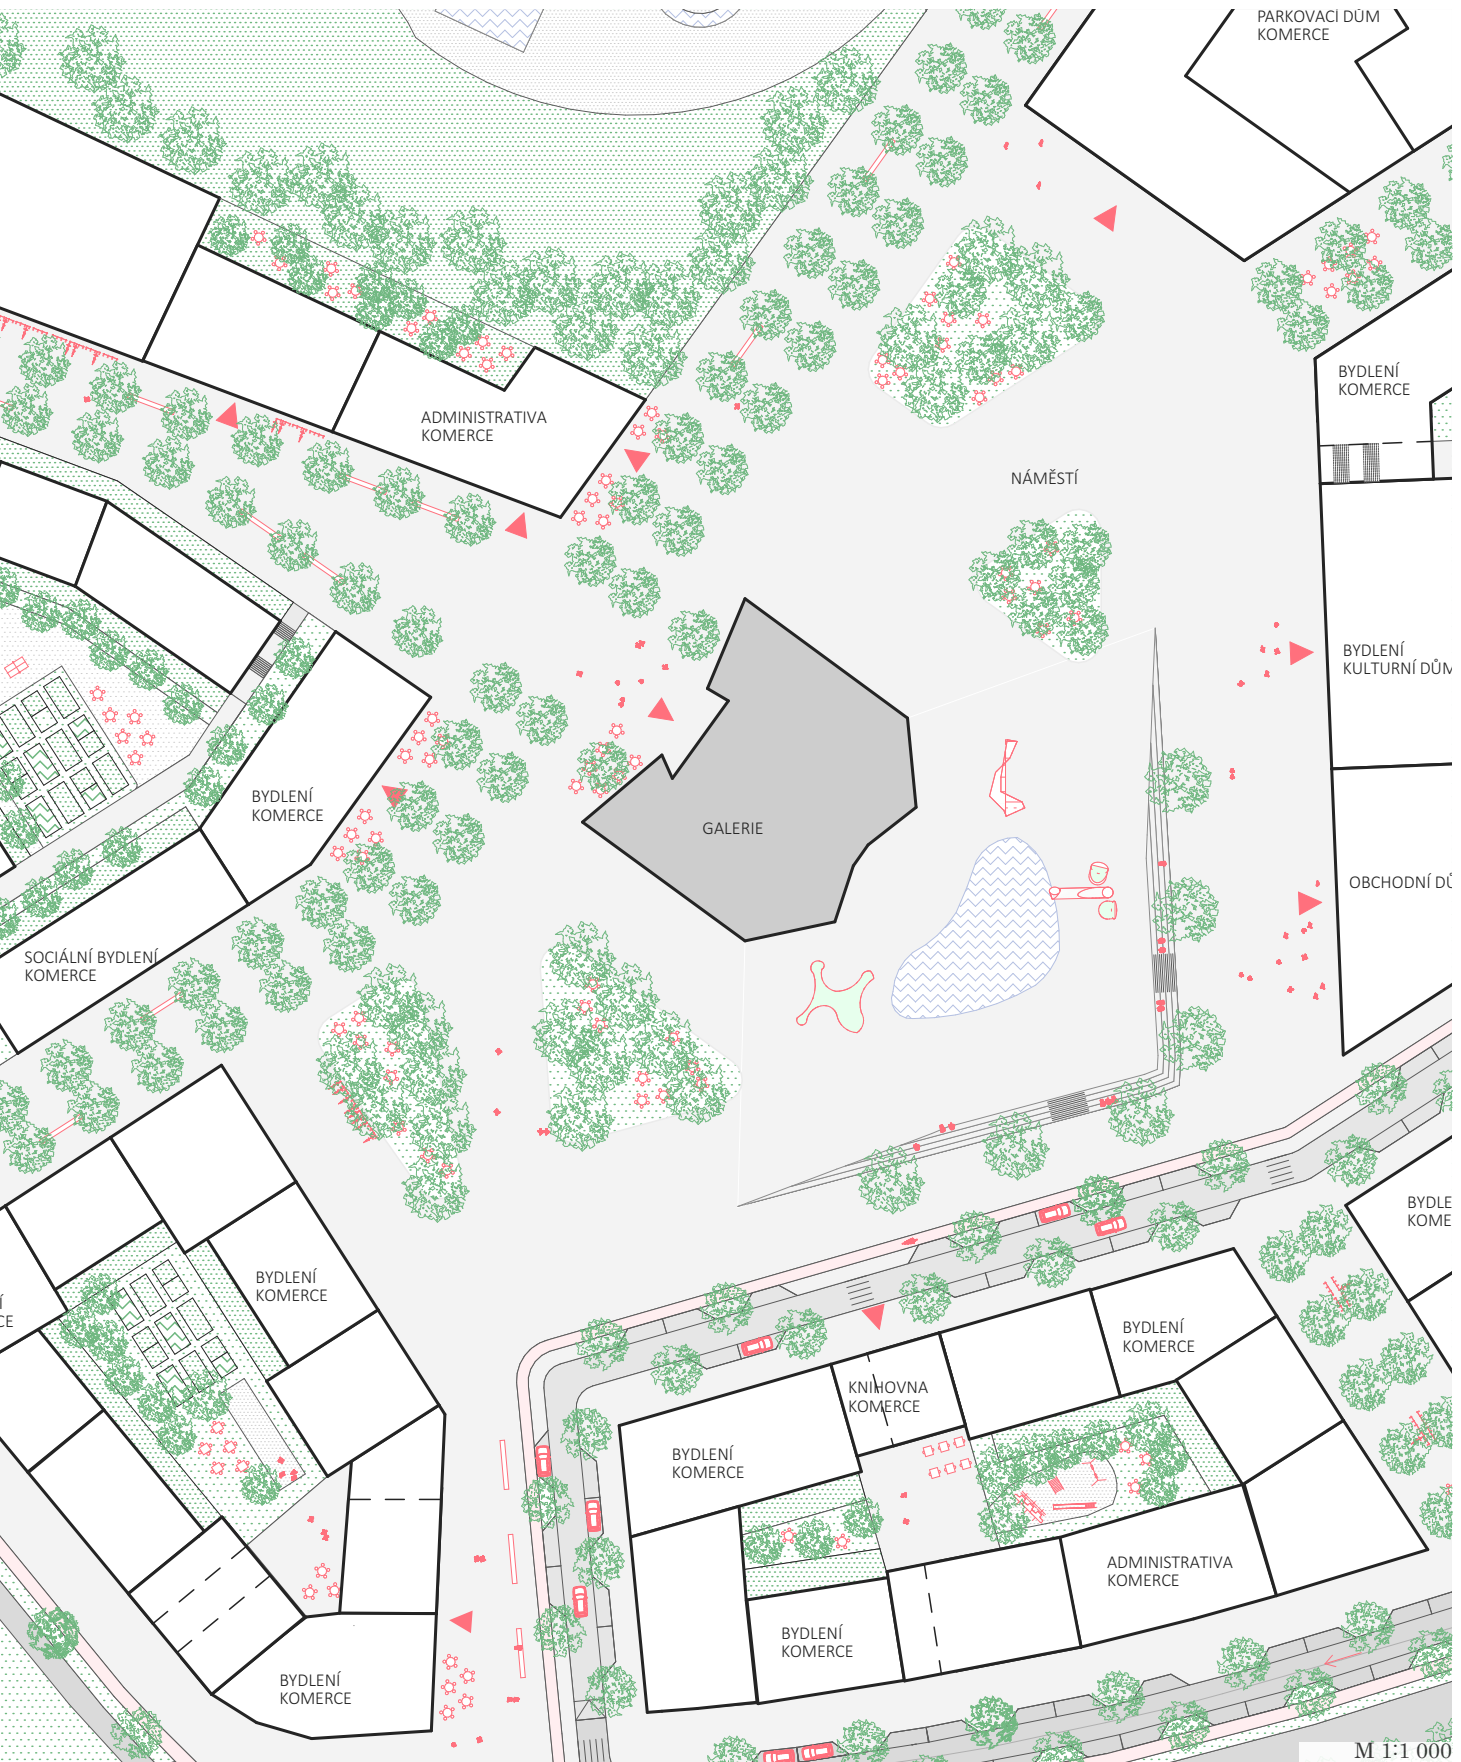 PARKOVACÍ DŮM
KOMERCE
BYDLENÍ
KOMERCE
ADMINISTRATIVA
KOMERCE
NÁMĚSTÍ
BYDLENÍ
KULTURNÍ DŮM
BYDLENÍ
KOMERCE
GALERIE
OBCHODNÍ DŮ
SOCIÁLNÍ BYDLENÍ
KOMERCE
BYDLE
KOME
BYDLENÍ
KOMERCE
Í
CE
BYDLENÍ
KOMERCE
KNIHOVNA
KOMERCE
BYDLENÍ
KOMERCE
ADMINISTRATIVA
KOMERCE
BYDLENÍ
KOMERCE
BYDLENÍ
KOMERCE
M 1:1 000